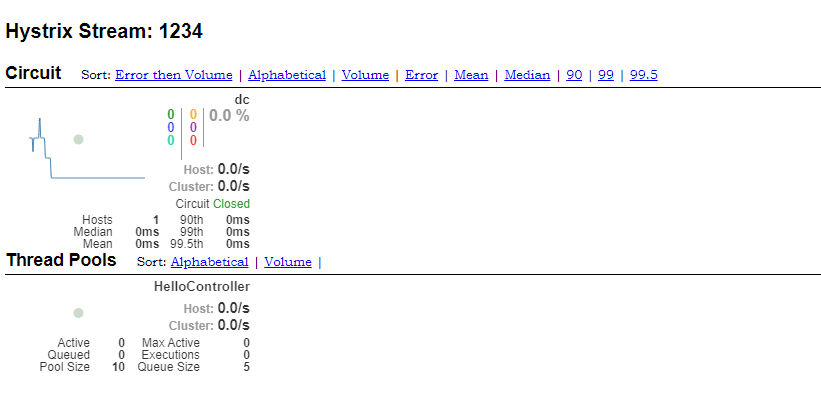 Hystrix Stream: 1234
Circuit Sort: Error then Volume | Alphabetical | Volume | Error | Mean | Median | 90 | 99 | 99.5
dc
0 0 0.0 %
0 0
0 0
Host: 0.0/s
Cluster: 0.0/s
Circuit Closed
Hosts 1 90th 0ms
Median 0ms 99th 0ms
Mean 0ms 99.5th 0ms
Thread Pools Sort: Alphabetical | Volume |
HelloController
Host: 0.0/s
Cluster: 0.0/s
Active 0 Max Active 0
Queued 0 Executions 0
Pool Size 10 Queue Size 5